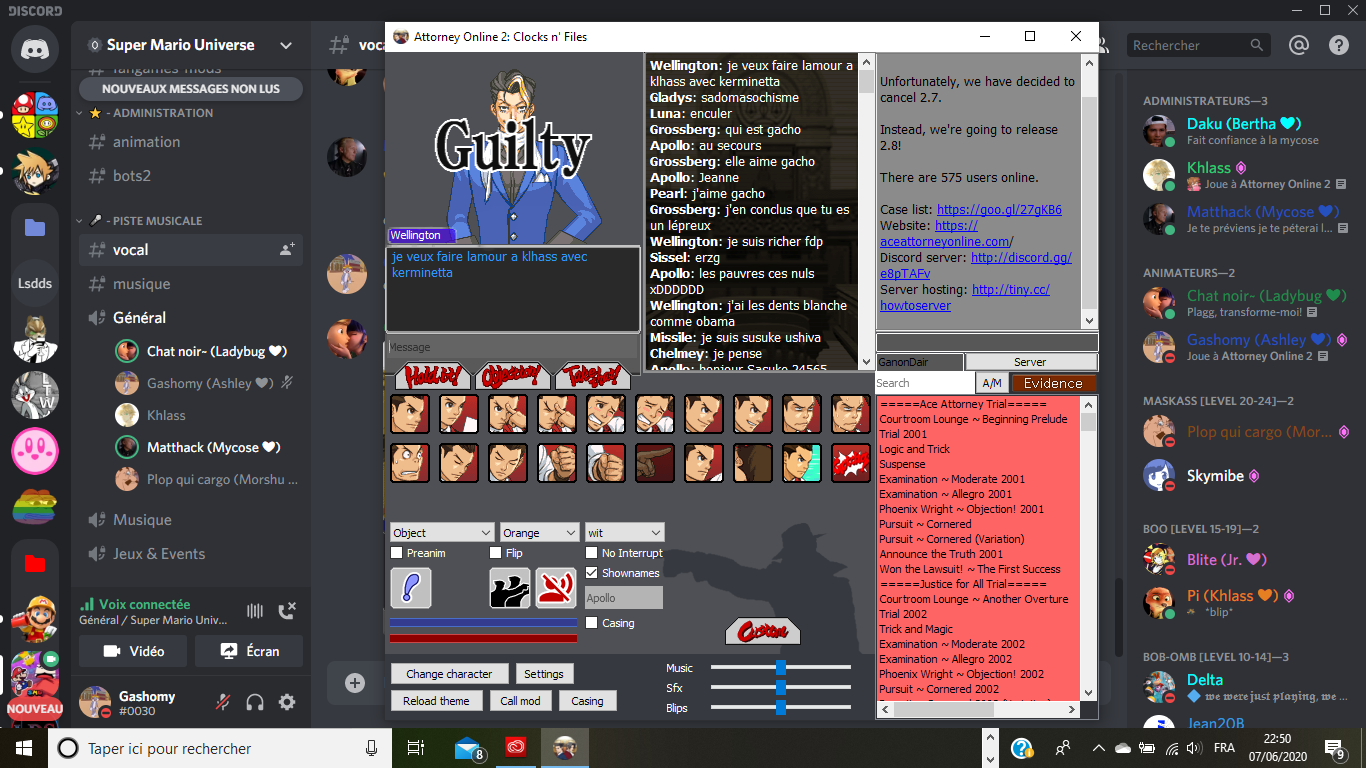 DISCORD
Super Mario Universe
fangames mods
NOUVEAUX MESSAGES NON LUS
- ADMINISTRATION
animation
bots2
- PISTE MUSICALE
vocal
musique
Général
Chat noir~ (Ladybug 🖤)
Gashomy (Ashley 🖤)
Khlass
Matthack (Mycose 🖤)
Plop qui cargo (Morshu ...
Musique
Jeux & Events
Voix connectée
Général / Super Mario Univ...
Vidéo
Écran
Gashomy
#0030
Lsdds
NOUVEAU
voca
Attorney Online 2: Clocks n' Files
Guilty
Wellington
je veux faire lamour a klhass avec
kerminetta
Message
Hold it!
Objection!
Take that!
Wellington: je veux faire lamour a
klhass avec kerminetta
Gladys: sadomasochisme
Luna: enculer
Grossberg: qui est gacho
Apollo: au secours
Grossberg: elle aime gacho
Apollo: Jeanne
Pearl: j'aime gacho
Grossberg: j'en conclus que tu es
un lépreux
Wellington: je suis richer fdp
Sissel: erzg
Apollo: les pauvres ces nuls
xDDDDDD
Wellington: j'ai les dents blanche
comme obama
Missile: je suis susuke ushiva
Chelmey: je pense
Apollo: bonjour Sasuke 24565
Unfortunately, we have decided to
cancel 2.7.
Instead, we're going to release
2.8!
There are 575 users online.
Case list: https://goo.gl/27gKB6
Website: https://
aceattorneyonline.com/
Discord server: http://discord.gg/
e8pTAFv
Server hosting: http://tiny.cc/
howtoserver
GanonDair
Server
Search
A/M
Evidence
=====Ace Attorney Trial=====
Courtroom Lounge ~ Beginning Prelude
Trial 2001
Logic and Trick
Suspense
Examination ~ Moderate 2001
Examination ~ Allegro 2001
Phoenix Wright ~ Objection! 2001
Pursuit ~ Cornered
Pursuit ~ Cornered (Variation)
Announce the Truth 2001
Won the Lawsuit! ~ The First Success
=====Justice for All Trial=====
Courtroom Lounge ~ Another Overture
Trial 2002
Trick and Magic
Examination ~ Moderate 2002
Examination ~ Allegro 2002
Phoenix Wright ~ Objection! 2002
Pursuit ~ Cornered 2002
Object
Orange
wit
Preanim
Flip
No Interrupt
Shownames
Apollo
Casing
Custom
Change character
Settings
Reload theme
Call mod
Casing
Music
Sfx
Blips
Rechercher
ADMINISTRATEURS—3
Daku (Bertha 🖤)
Fait confiance à la mycose
Khlass
Joue à Attorney Online 2
Matthack (Mycose 🖤)
Je te préviens je te péterai l...
ANIMATEURS—2
Chat noir~ (Ladybug 🖤)
Plagg, transforme-moi!
Gashomy (Ashley 🖤)
Joue à Attorney Online 2
MASKASS [LEVEL 20-24]—2
Plop qui cargo (Mors...
Skymibe
BOO [LEVEL 15-19]—2
Blite (Jr. 🖤)
Pi (Khlass 🖤)
*blip*
BOB-OMB [LEVEL 10-14]—3
Delta
𝔴𝔢 𝔴𝔢𝔯𝔢 𝔧𝔲𝔰𝔱 𝔭𝔩𝔞𝔶𝔦𝔫𝔤, 𝔴𝔢 ...
Jean20B
Taper ici pour rechercher
8
FRA
22:50
07/06/2020
9